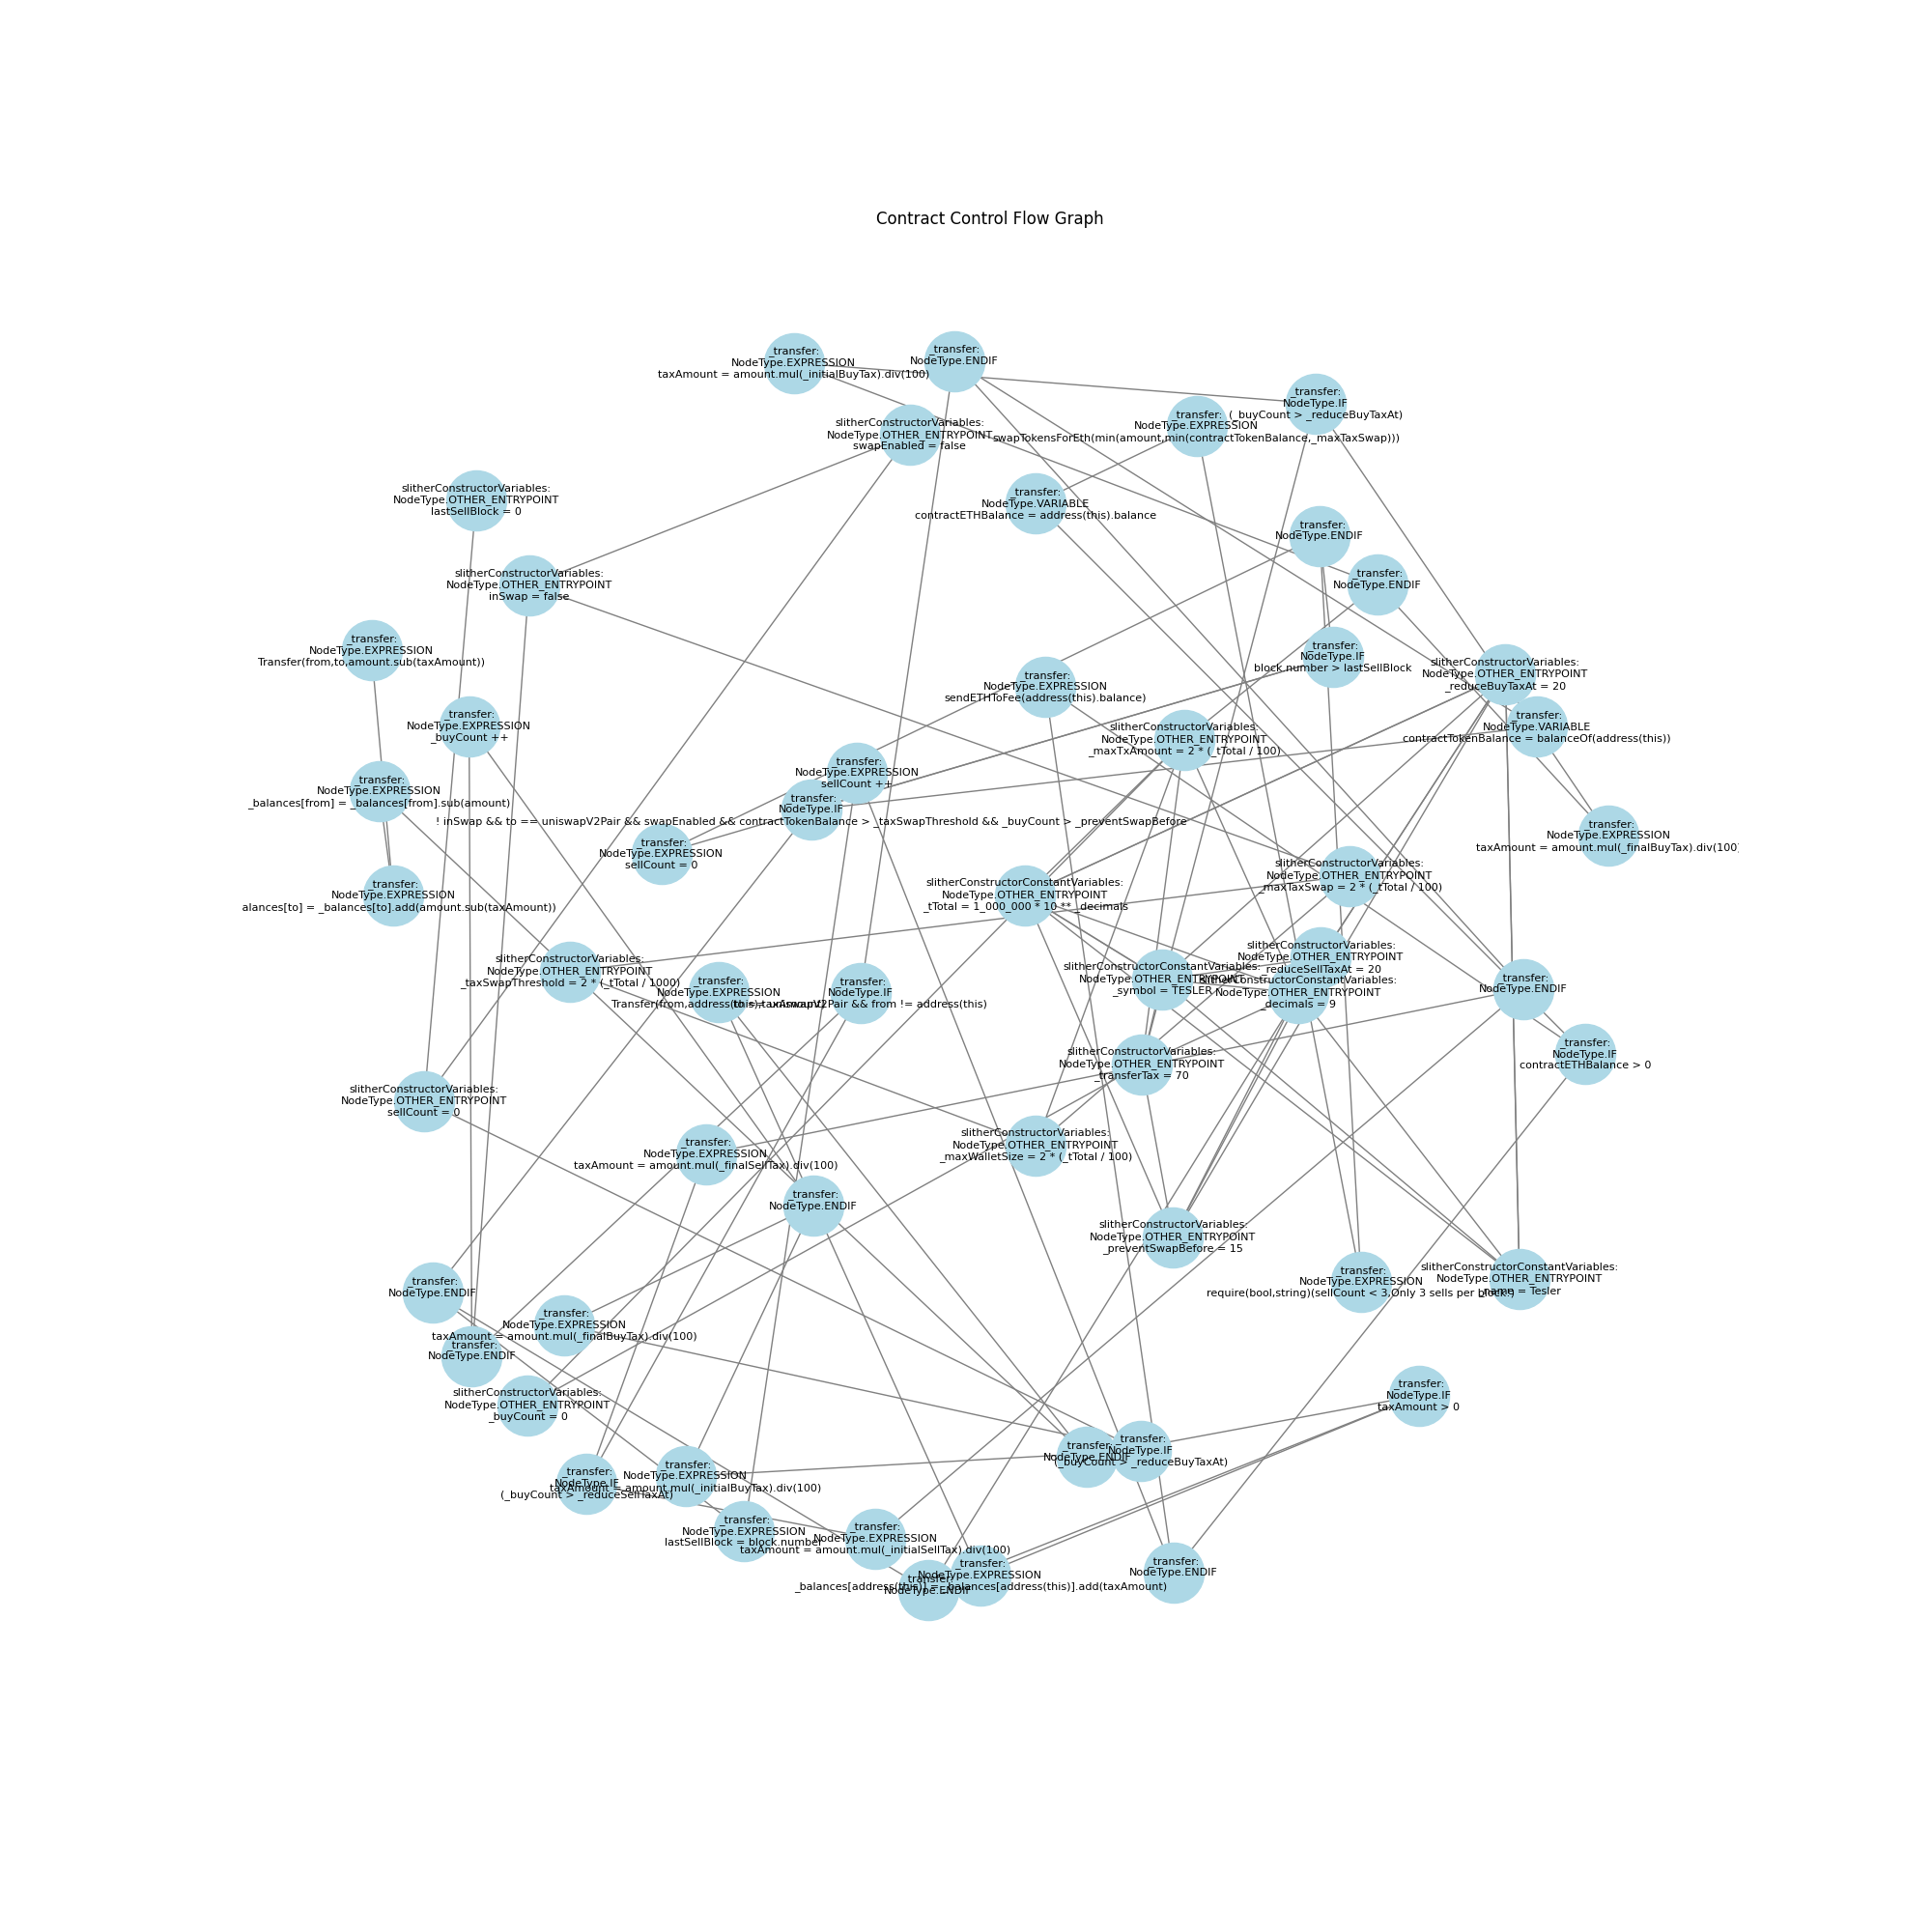 Contract Control Flow Graph
_transfer:
NodeType.EXPRESSION
taxAmount = amount.mul(_initialBuyTax).div(100)
_transfer:
NodeType.ENDIF
_transfer:
NodeType.IF
(_buyCount > _reduceBuyTaxAt)
_transfer:
NodeType.EXPRESSION
swapTokensForEth(min(amount,min(contractTokenBalance,_maxTaxSwap)))
slitherConstructorVariables:
NodeType.OTHER_ENTRYPOINT
swapEnabled = false
slitherConstructorVariables:
NodeType.OTHER_ENTRYPOINT
lastSellBlock = 0
_transfer:
NodeType.VARIABLE
contractETHBalance = address(this).balance
_transfer:
NodeType.ENDIF
slitherConstructorVariables:
NodeType.OTHER_ENTRYPOINT
inSwap = false
_transfer:
NodeType.ENDIF
_transfer:
NodeType.EXPRESSION
Transfer(from,to,amount.sub(taxAmount))
_transfer:
NodeType.IF
block.number > lastSellBlock
slitherConstructorVariables:
NodeType.OTHER_ENTRYPOINT
_reduceBuyTaxAt = 20
_transfer:
NodeType.EXPRESSION
sendETHToFee(address(this).balance)
_transfer:
NodeType.EXPRESSION
_buyCount ++
_transfer:
NodeType.VARIABLE
contractTokenBalance = balanceOf(address(this))
slitherConstructorVariables:
NodeType.OTHER_ENTRYPOINT
_maxTxAmount = 2 * (_tTotal / 100)
_transfer:
NodeType.EXPRESSION
sellCount ++
_transfer:
NodeType.EXPRESSION
_balances[from] = _balances[from].sub(amount)
_transfer:
NodeType.IF
! inSwap && to == uniswapV2Pair && swapEnabled && contractTokenBalance > _taxSwapThreshold && _buyCount > _preventSwapBefore
_transfer:
NodeType.EXPRESSION
taxAmount = amount.mul(_finalBuyTax).div(100)
_transfer:
NodeType.EXPRESSION
sellCount = 0
slitherConstructorVariables:
NodeType.OTHER_ENTRYPOINT
_maxTaxSwap = 2 * (_tTotal / 100)
_transfer:
NodeType.EXPRESSION
alances[to] = _balances[to].add(amount.sub(taxAmount))
slitherConstructorConstantVariables:
NodeType.OTHER_ENTRYPOINT
_tTotal = 1_000_000 * 10 ** _decimals
slitherConstructorVariables:
NodeType.OTHER_ENTRYPOINT
_reduceSellTaxAt = 20
slitherConstructorVariables:
NodeType.OTHER_ENTRYPOINT
_taxSwapThreshold = 2 * (_tTotal / 1000)
slitherConstructorConstantVariables:
NodeType.OTHER_ENTRYPOINT
_symbol = TESLER
slitherConstructorConstantVariables:
NodeType.OTHER_ENTRYPOINT
_decimals = 9
_transfer:
NodeType.EXPRESSION
Transfer(from,address(this),taxAmount)
_transfer:
NodeType.IF
to == uniswapV2Pair && from != address(this)
_transfer:
NodeType.ENDIF
_transfer:
NodeType.IF
contractETHBalance > 0
slitherConstructorVariables:
NodeType.OTHER_ENTRYPOINT
_transferTax = 70
slitherConstructorVariables:
NodeType.OTHER_ENTRYPOINT
sellCount = 0
slitherConstructorVariables:
NodeType.OTHER_ENTRYPOINT
_maxWalletSize = 2 * (_tTotal / 100)
_transfer:
NodeType.EXPRESSION
taxAmount = amount.mul(_finalSellTax).div(100)
_transfer:
NodeType.ENDIF
slitherConstructorVariables:
NodeType.OTHER_ENTRYPOINT
_preventSwapBefore = 15
_transfer:
NodeType.EXPRESSION
require(bool,string)(sellCount < 3,Only 3 sells per block!)
slitherConstructorConstantVariables:
NodeType.OTHER_ENTRYPOINT
_name = Tesler
_transfer:
NodeType.ENDIF
_transfer:
NodeType.EXPRESSION
taxAmount = amount.mul(_finalBuyTax).div(100)
_transfer:
NodeType.ENDIF
slitherConstructorVariables:
NodeType.OTHER_ENTRYPOINT
_buyCount = 0
_transfer:
NodeType.IF
taxAmount > 0
_transfer:
NodeType.ENDIF
_transfer:
NodeType.IF
(_buyCount > _reduceBuyTaxAt)
_transfer:
NodeType.IF
(_buyCount > _reduceSellTaxAt)
_transfer:
NodeType.EXPRESSION
taxAmount = amount.mul(_initialBuyTax).div(100)
_transfer:
NodeType.EXPRESSION
lastSellBlock = block.number
_transfer:
NodeType.EXPRESSION
taxAmount = amount.mul(_initialSellTax).div(100)
_transfer:
NodeType.ENDIF
_transfer:
NodeType.EXPRESSION
_balances[address(this)] = _balances[address(this)].add(taxAmount)
_transfer:
NodeType.ENDIF